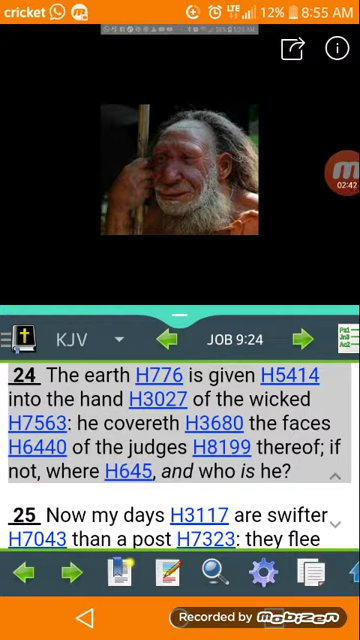 cricket LTE 12% 8:55 AM
02:42
KJV JOB 9:24
24 The earth H776 is given H5414
into the hand H3027 of the wicked
H7563: he covereth H3680 the faces
H6440 of the judges H8199 thereof; if
not, where H645, and who is he?
25 Now my days H3117 are swifter
H7043 than a post H7323: they flee
Recorded by Mobizen